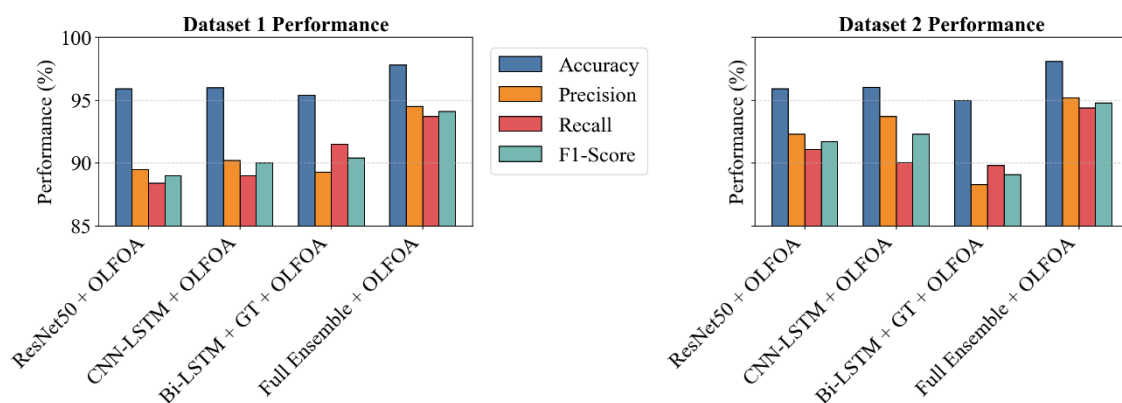 Dataset 1 Performance
Performance (%)
100
95
90
85
ResNet50 + OLFOA
CNN-LSTM + OLFOA
Bi-LSTM + GT + OLFOA
Full Ensemble + OLFOA
Accuracy
Precision
Recall
F1-Score
Dataset 2 Performance
Performance (%)
ResNet50 + OLFOA
CNN-LSTM + OLFOA
Bi-LSTM + GT + OLFOA
Full Ensemble + OLFOA